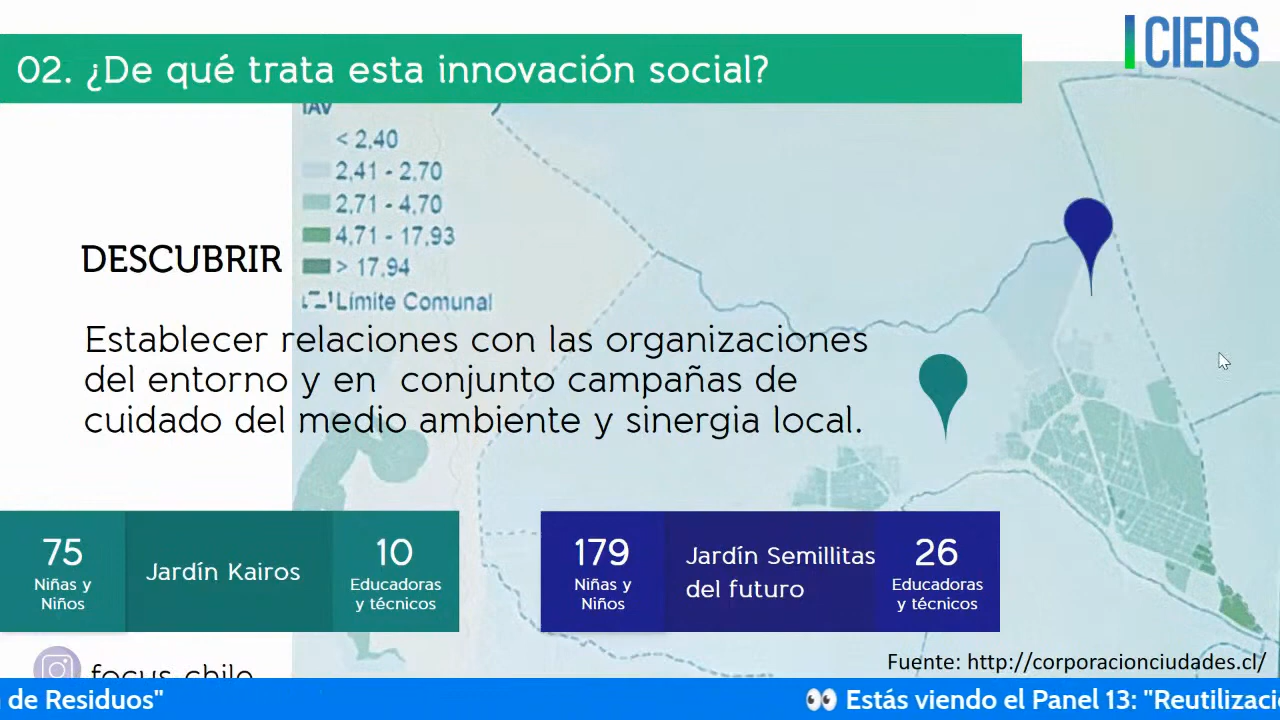 CIEDS
02. ¿De qué trata esta innovación social?
IAV
< 2,40
2,41 - 2,70
2,71 - 4,70
4,71 - 17,93
> 17,94
Límite Comunal
DESCUBRIR
Establecer relaciones con las organizaciones
del entorno y en conjunto campañas de
cuidado del medio ambiente y sinergia local.
75
Niñas y
Niños
Jardín Kairos
10
Educadoras
y técnicos
179
Niñas y
Niños
Jardín Semillitas
del futuro
26
Educadoras
y técnicos
Fuente: http://corporacionciudades.cl/
focus_chile
de Residuos"
👀 Estás viendo el Panel 13: "Reutilizaci